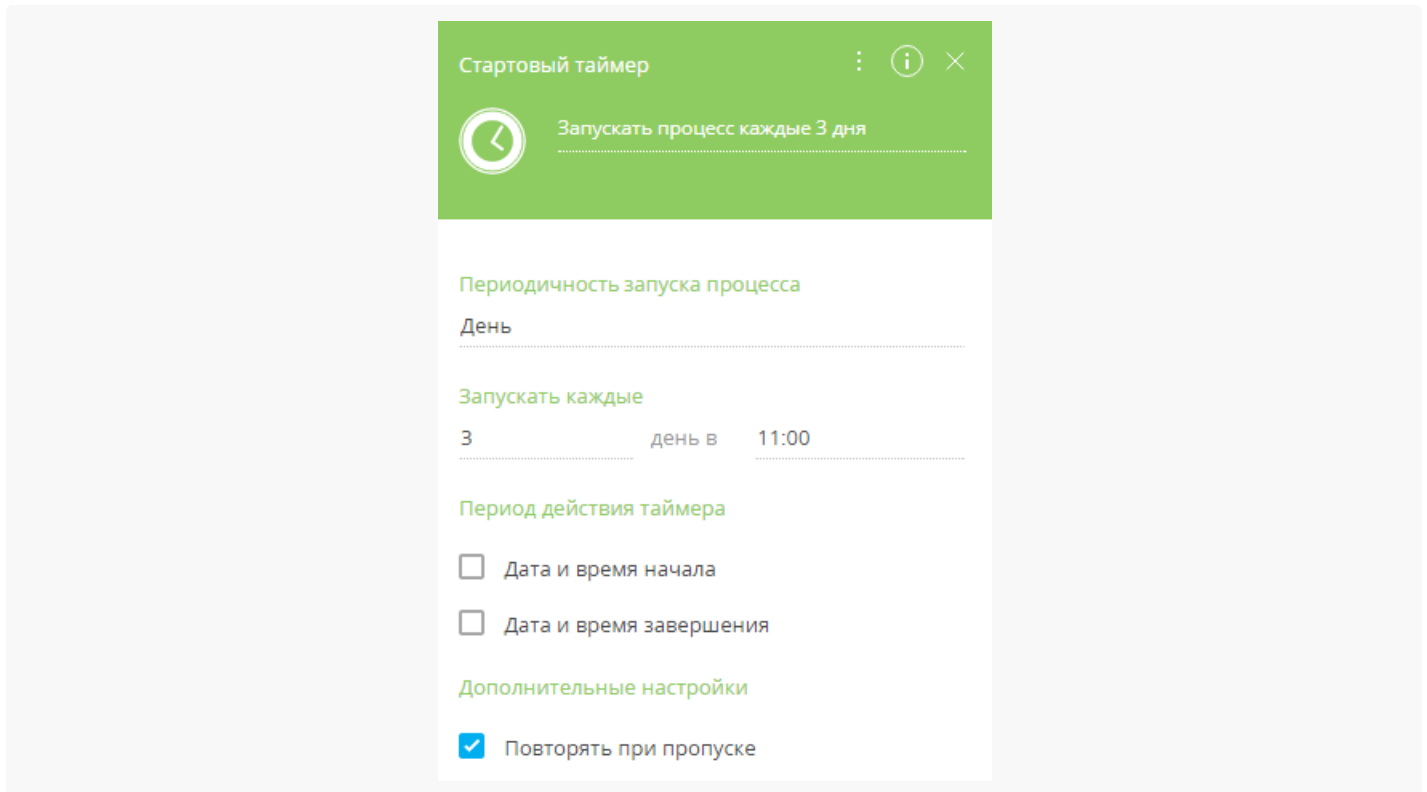 Стартовый таймер
Запускать процесс каждые 3 дня
Периодичность запуска процесса
День
Запускать каждые
3 день в 11:00
Период действия таймера
Дата и время начала
Дата и время завершения
Дополнительные настройки
Повторять при пропуске